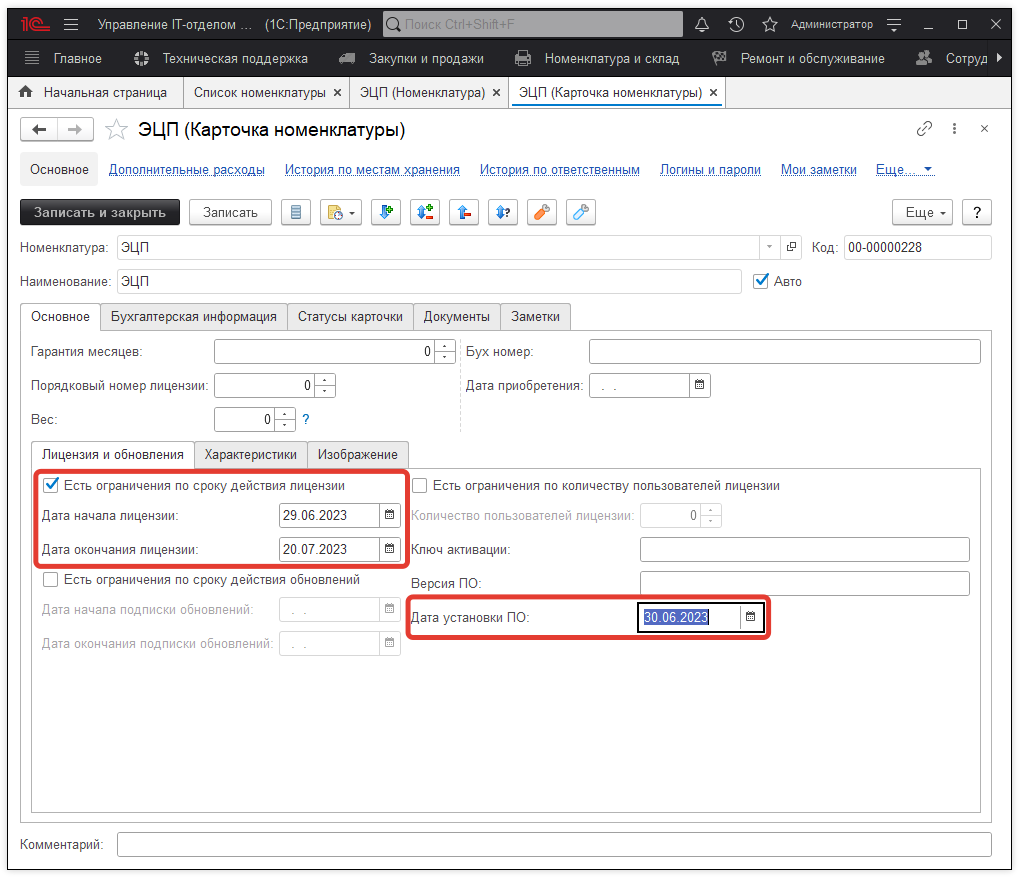 1С Управление IT-отделом ... (1С:Предприятие) Поиск Ctrl+Shift+F Администратор
Главное Техническая поддержка Закупки и продажи Номенклатура и склад Ремонт и обслуживание Сотруд
Начальная страница Список номенклатуры × ЭЦП (Номенклатура) × ЭЦП (Карточка номенклатуры) ×
ЭЦП (Карточка номенклатуры)
Основное Дополнительные расходы История по местам хранения История по ответственным Логины и пароли Мои заметки Еще...
Записать и закрыть Записать Еще ?
Номенклатура: ЭЦП Код: 00-00000228
Наименование: ЭЦП Авто
Основное Бухгалтерская информация Статусы карточки Документы Заметки
Гарантия месяцев: 0 Бух номер:
Порядковый номер лицензии: 0 Дата приобретения: . .
Вес: 0 ?
Лицензия и обновления Характеристики Изображение
Есть ограничения по сроку действия лицензии Есть ограничения по количеству пользователей лицензии
Дата начала лицензии: 29.06.2023 Количество пользователей лицензии: 0
Дата окончания лицензии: 20.07.2023 Ключ активации:
Есть ограничения по сроку действия обновлений Версия ПО:
Дата начала подписки обновлений: . . Дата установки ПО: 30.06.2023
Дата окончания подписки обновлений: . .
Комментарий: